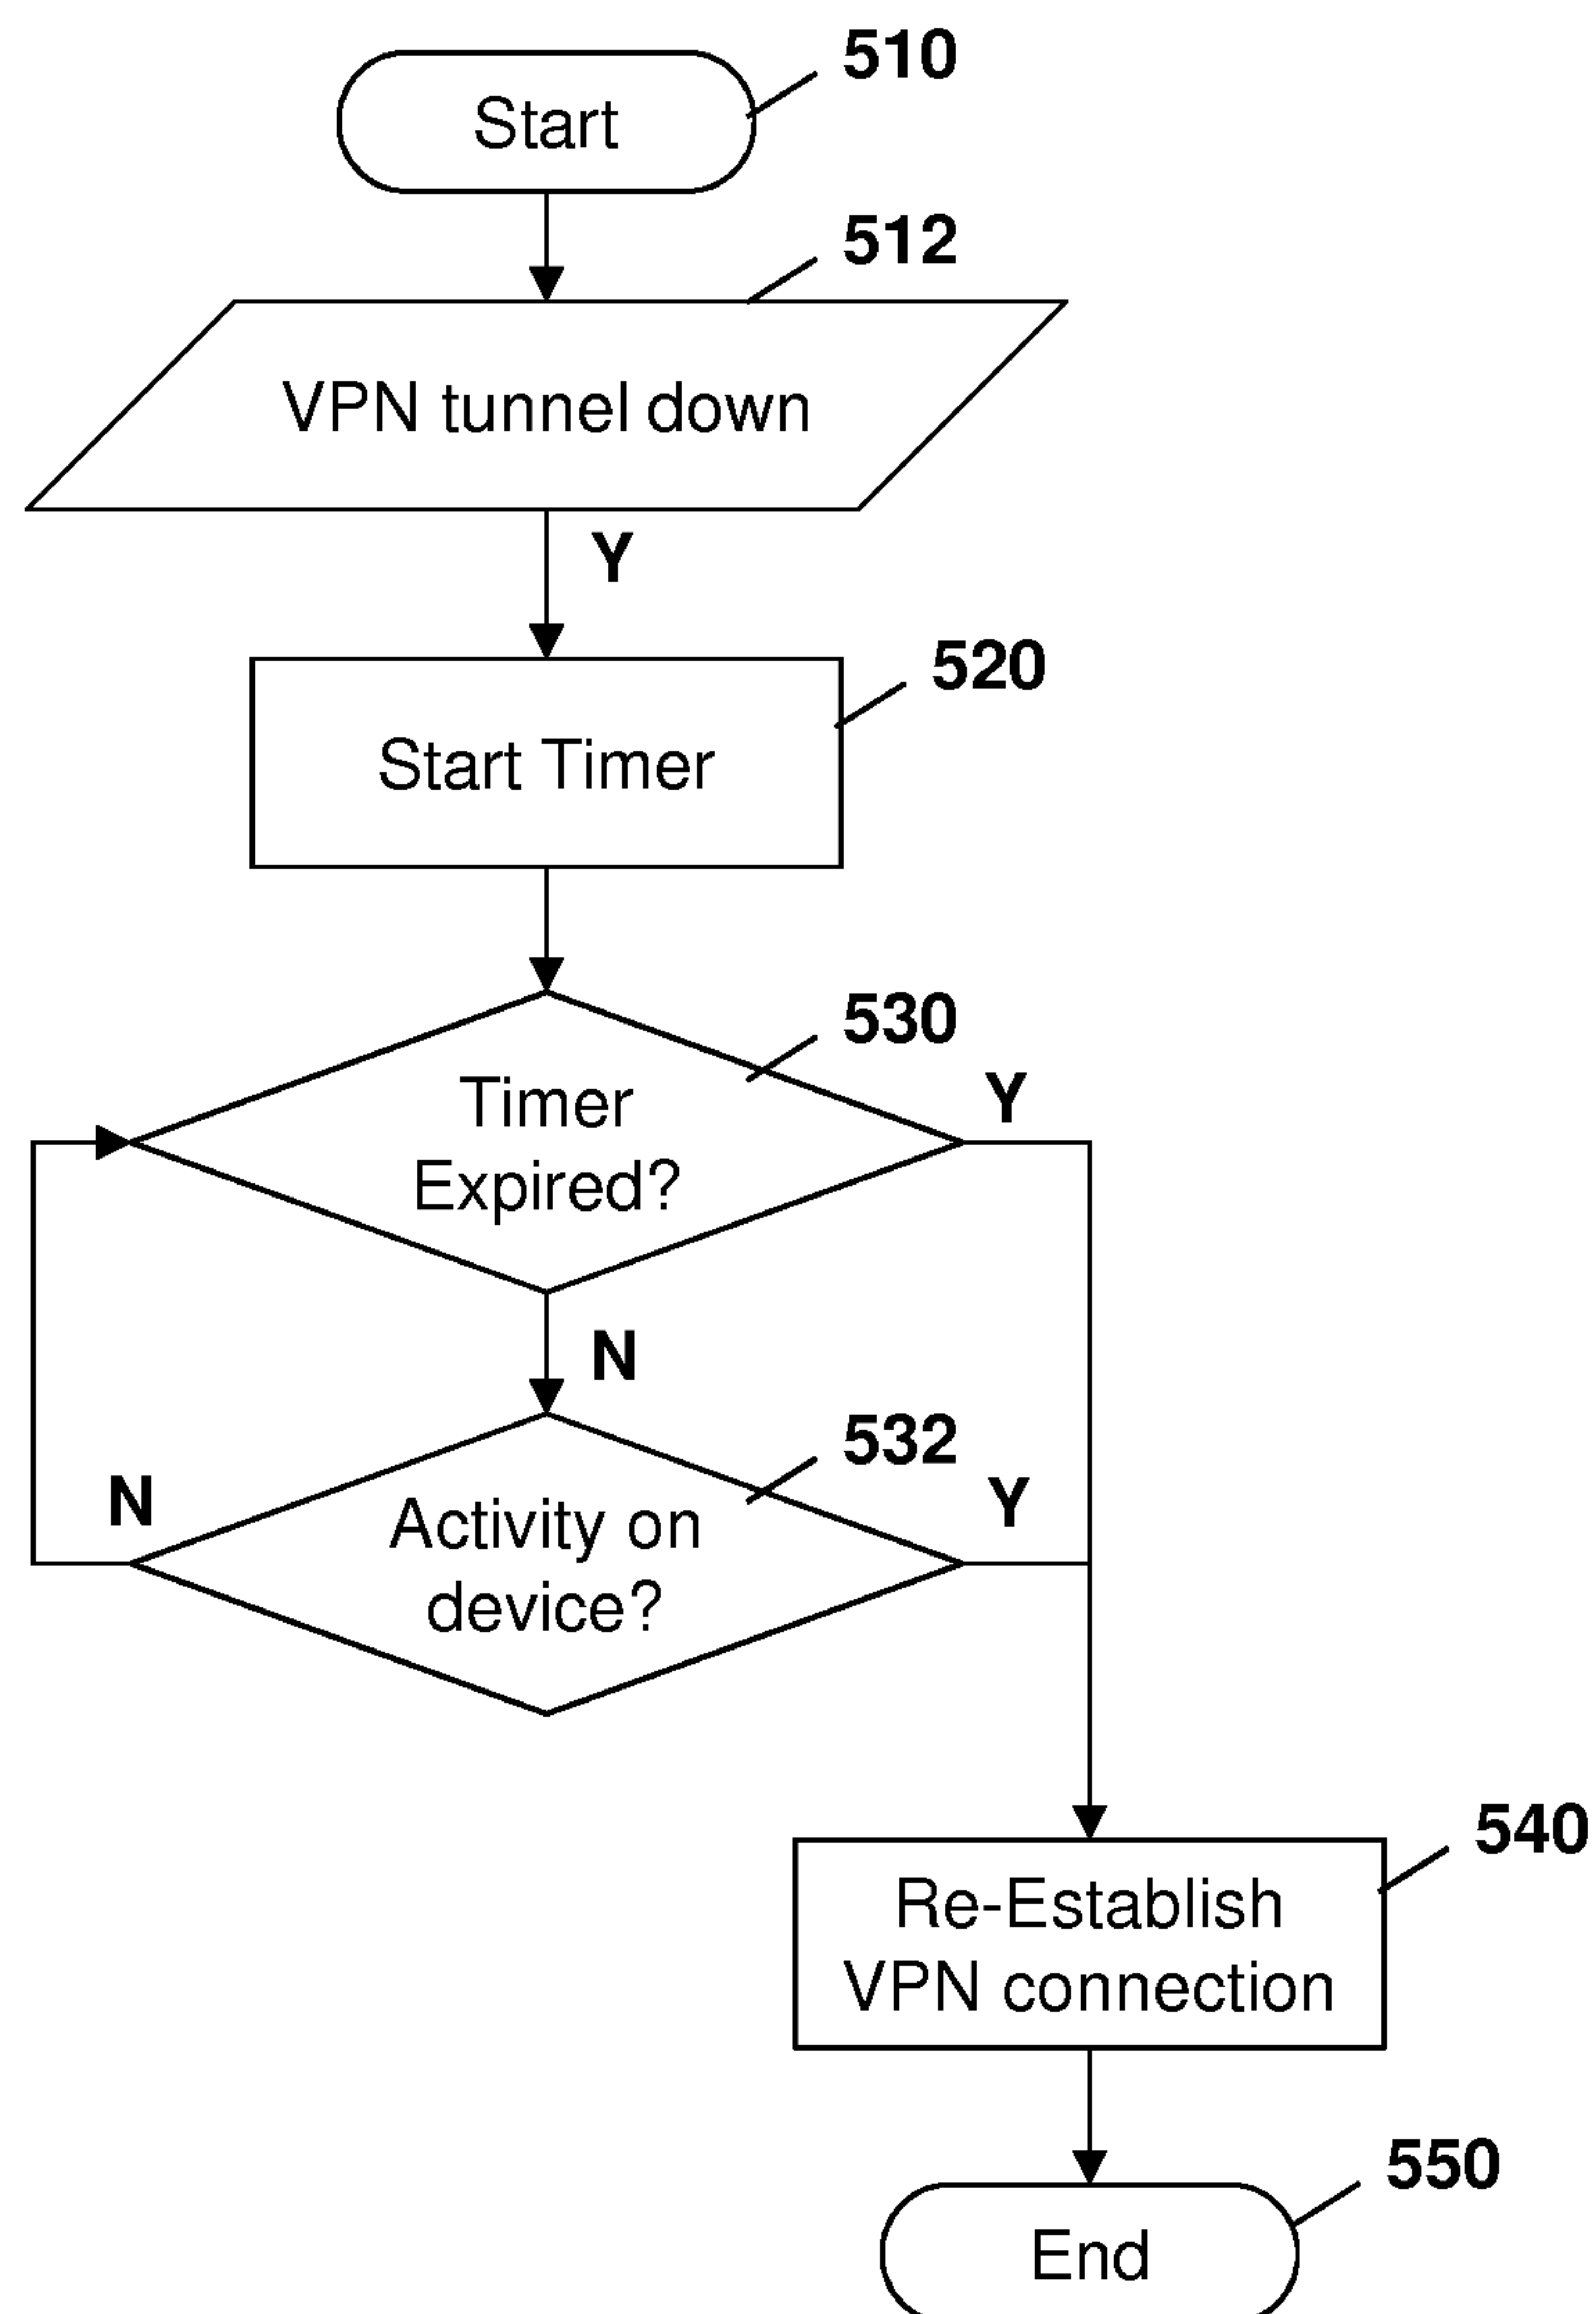 510
Start
512
VPN tunnel down
Y
520
Start Timer
530
Timer
Expired?
Y
N
532
Activity on
device?
N
Y
540
Re-Establish
VPN connection
550
End